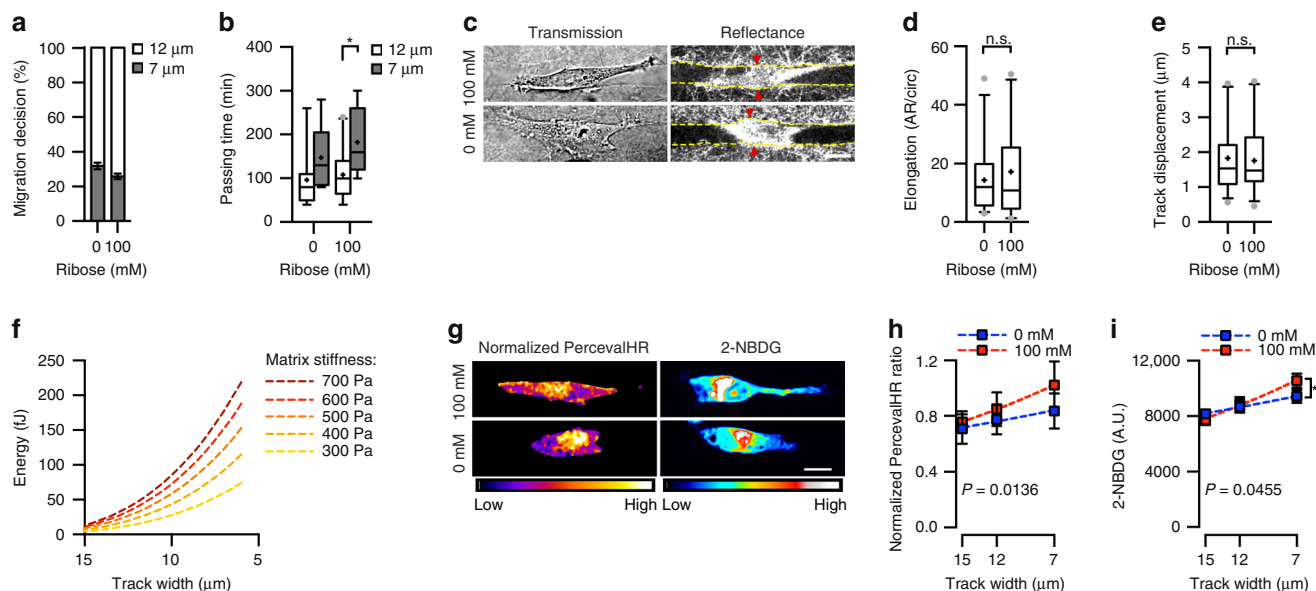 a
Migration decision (%)
100
80
60
40
20
0
0 100
Ribose (mM)
12 μm
7 μm
b
Passing time (min)
400
300
200
100
0
*
0
100
Ribose (mM)
12 μm
7 μm
c
Transmission
Reflectance
100 mM
0 mM
d
Elongation (AR/circ)
60
40
20
0
n.s.
0 100
Ribose (mM)
e
Track displacement (μm)
5
4
3
2
1
0
n.s.
0 100
Ribose (mM)
f
Energy (fJ)
250
200
150
100
50
0
15 10 5
Track width (μm)
Matrix stiffness:
700 Pa
600 Pa
500 Pa
400 Pa
300 Pa
g
Normalized PercevalHR
2-NBDG
100 mM
0 mM
Low High
Low High
h
0 mM
100 mM
Normalized PercevalHR ratio
1.2
0.8
0.4
0.0
P = 0.0136
15 12 7
Track width (μm)
i
0 mM
100 mM
2-NBDG (A.U.)
12,000
8000
4000
0
*
P = 0.0455
15 12 7
Track width (μm)